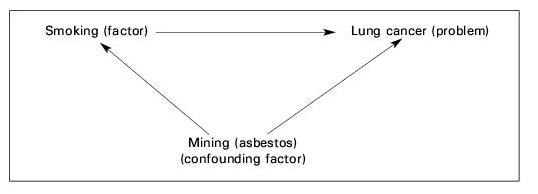 Smoking (factor)
Lung cancer (problem)
Mining (asbestos)
(confounding factor)